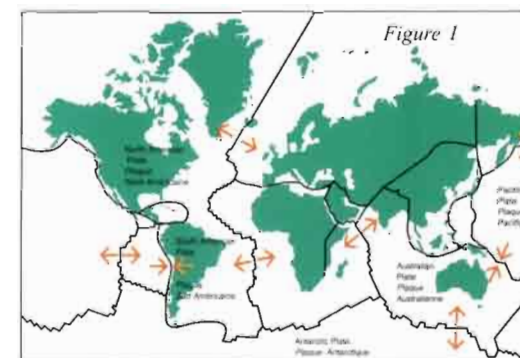 Figure 1
North American
Plate
Plaque
Nord Américaine
South American
Plate
Plaque
Sud Américaine
Pacific
Plate
Plaque
Pacifi
Australian
Plate
Plaque
Australienne
Antarctic Plate
Plaque Antarctique